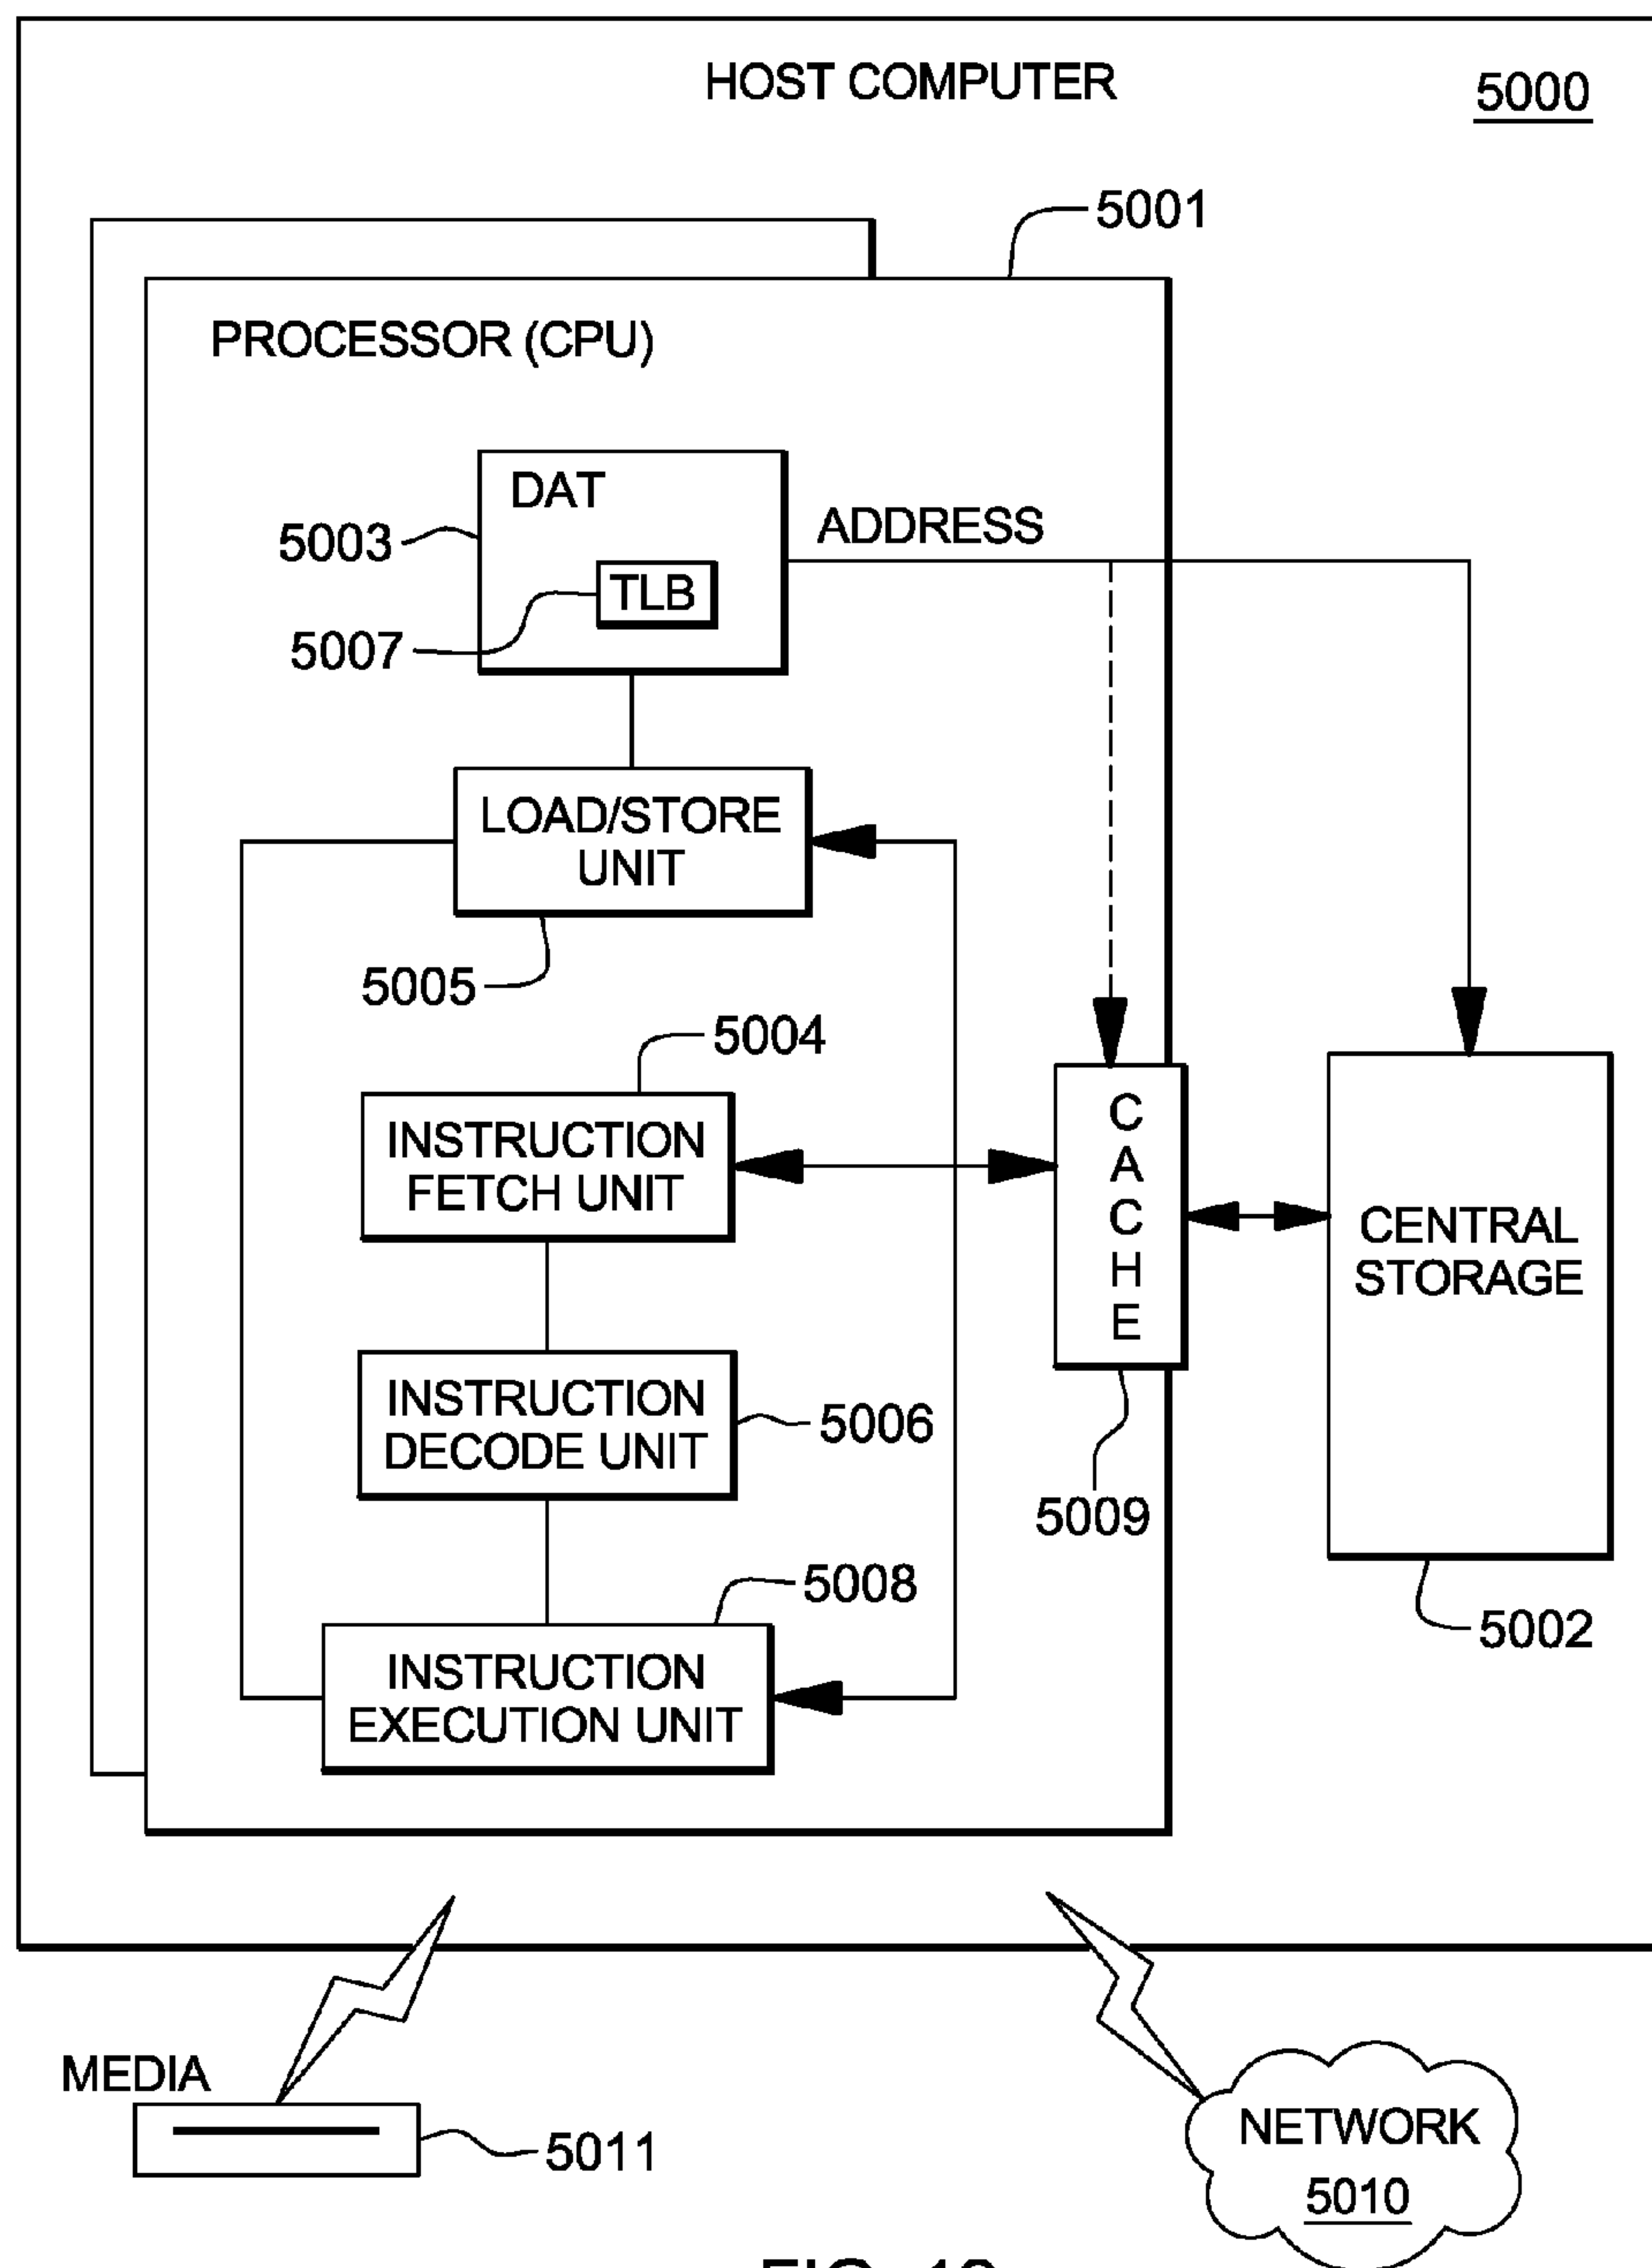 HOST COMPUTER
5000
5001
PROCESSOR (CPU)
DAT
5003
ADDRESS
TLB
5007
LOAD/STORE
UNIT
5005
5004
INSTRUCTION
FETCH UNIT
C
A
C
H
E
CENTRAL
STORAGE
INSTRUCTION
DECODE UNIT
5006
5009
5008
5002
INSTRUCTION
EXECUTION UNIT
MEDIA
5011
NETWORK
5010